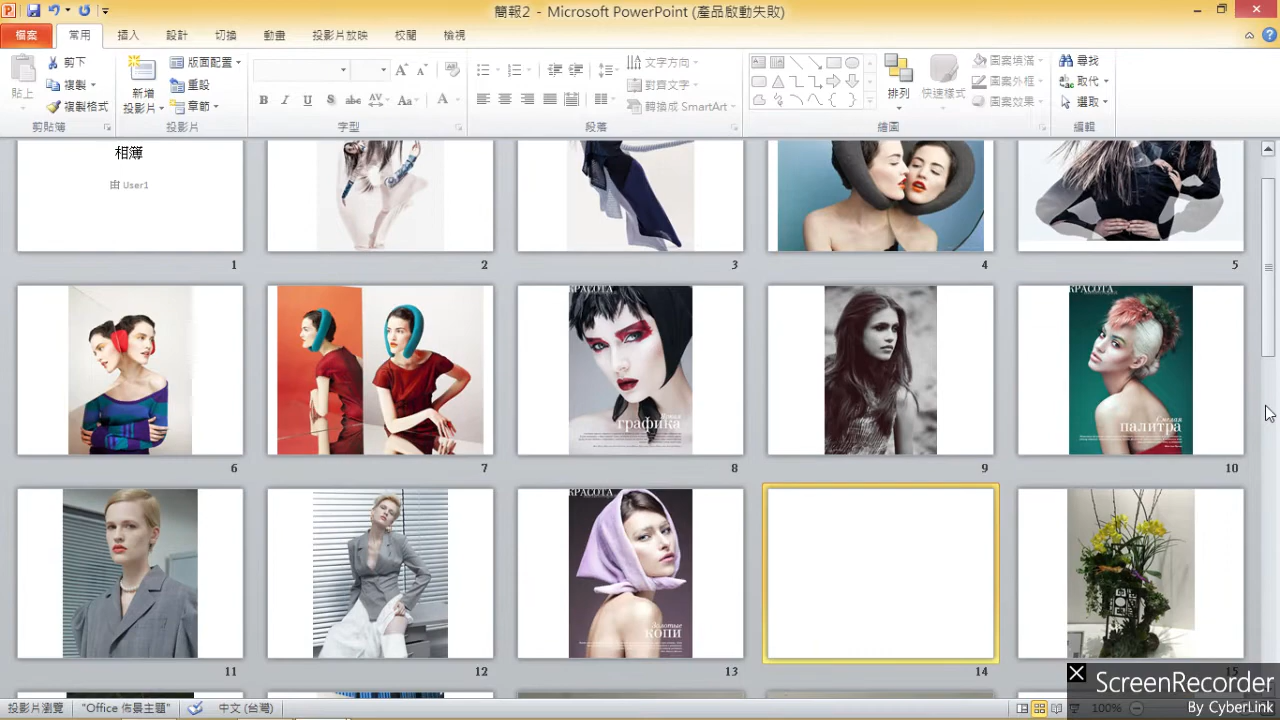 簡報2 - Microsoft PowerPoint (產品啟動失敗)
檔案 常用 插入 設計 切換 動畫 投影片放映 校閱 檢視
貼上 剪下 複製 複製格式
剪貼簿
新增投影片 版面配置 重設 章節
投影片
B I U S abc AV Aa A
字型
文字方向
對齊文字
轉換成 SmartArt
段落
排列 快速樣式 圖案填滿 圖案外框 圖案效果
繪圖
尋找
取代
選取
編輯
相簿
由 User1
1 2 3 4 5
КРАСОТА
графика
КРАСОТА
палитра
6 7 8 9 10
КРАСОТА
Золотые
копи
11 12 13 14 15
投影片瀏覽 "Office 佈景主題" 中文 (台灣) 100%
ScreenRecorder
By CyberLink